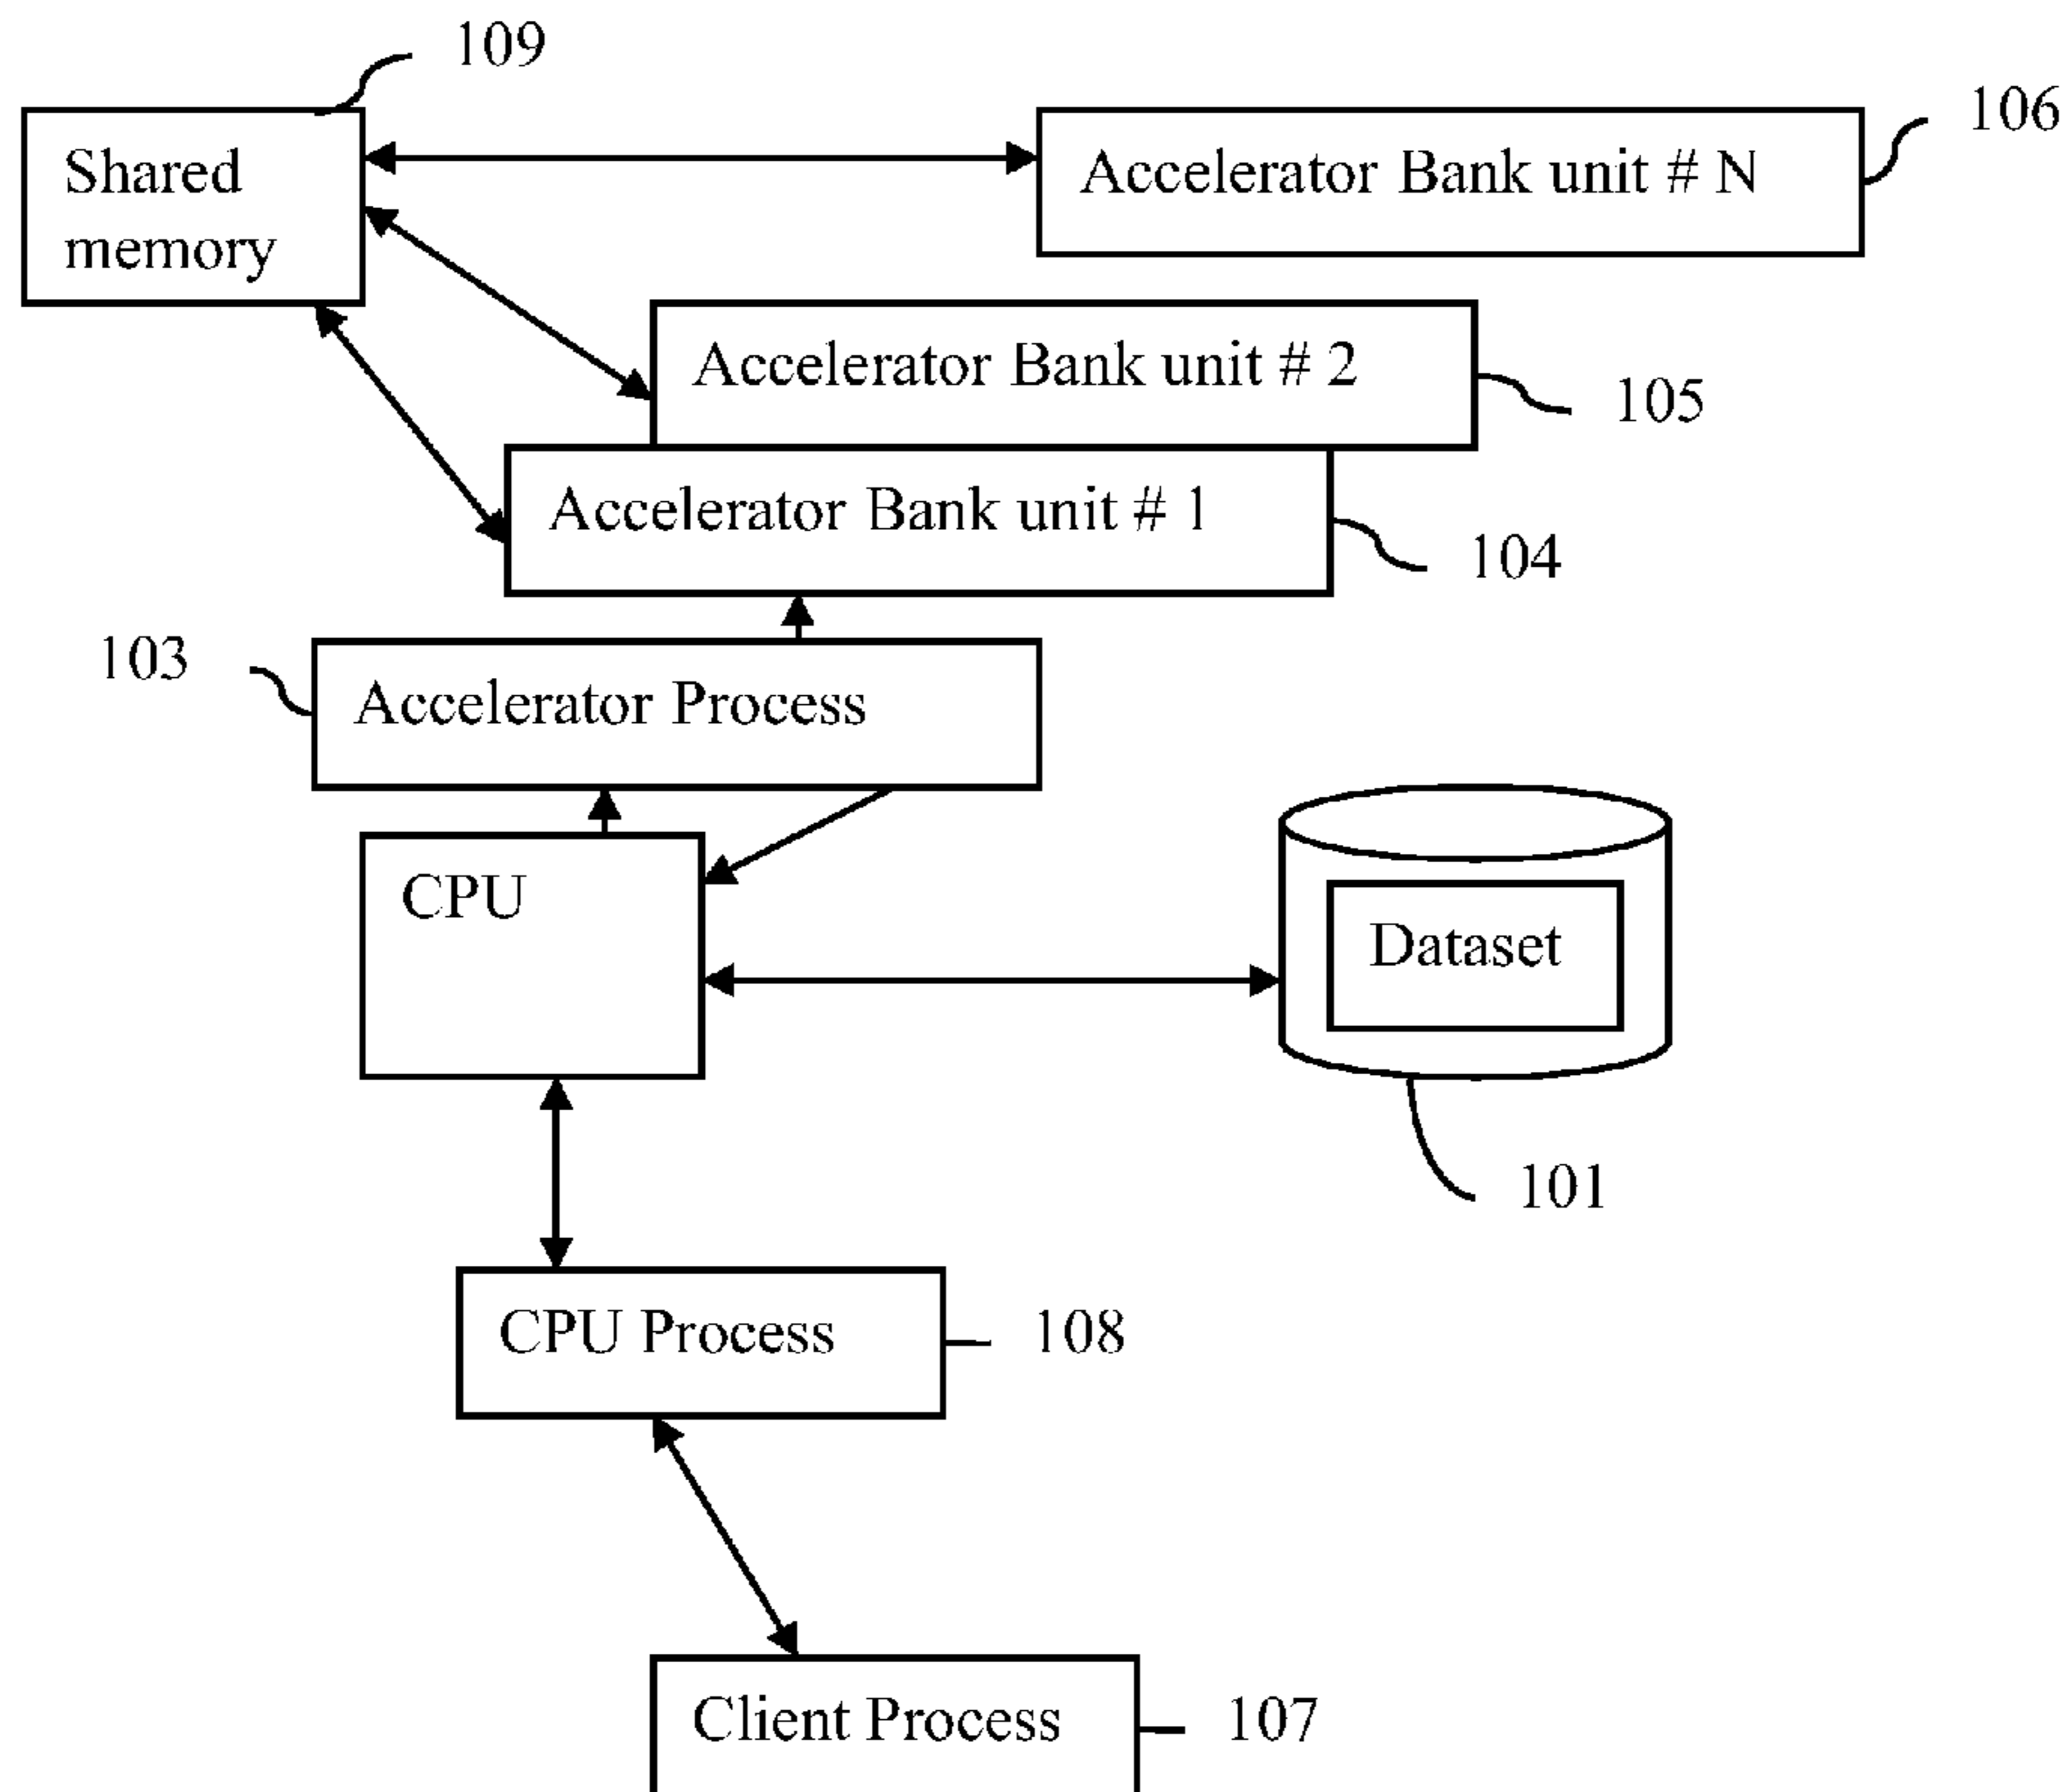 109
106
Shared
memory
Accelerator Bank unit # N
Accelerator Bank unit # 2
105
Accelerator Bank unit # 1
104
103
Accelerator Process
CPU
Dataset
101
CPU Process
108
Client Process
107